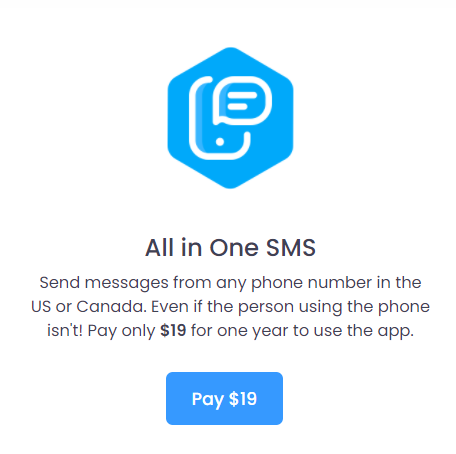 All in One SMS
Send messages from any phone number in the
US or Canada. Even if the person using the phone
isn't! Pay only $19 for one year to use the app.
Pay $19